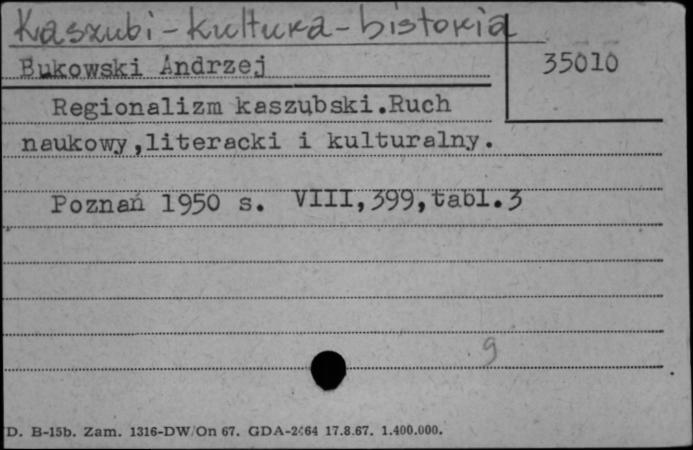 Kaszubi - kultura - historia
Bukowski Andrzej
35010
Regionalizm kaszubski.Ruch
naukowy,literacki i kulturalny.
Poznań 1950 s. VIII,399,tabl.3
9
D. B-15b. Zam. 1316-DW/On 67. GDA-2464 17.8.67. 1.400.000.